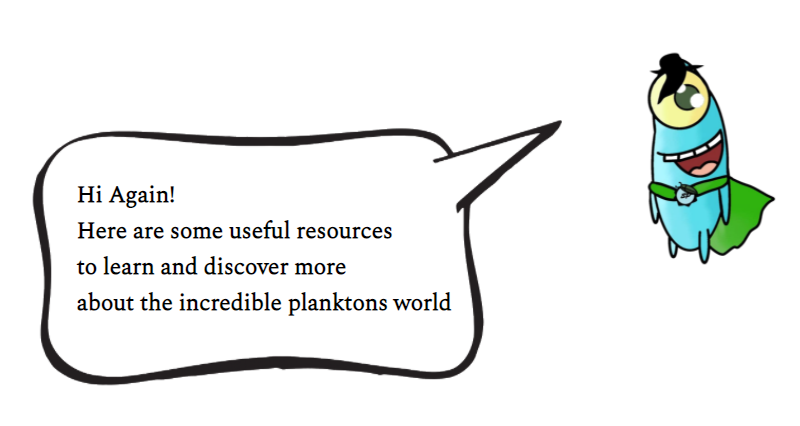 Hi Again!
Here are some useful resources
to learn and discover more
about the incredible planktons world